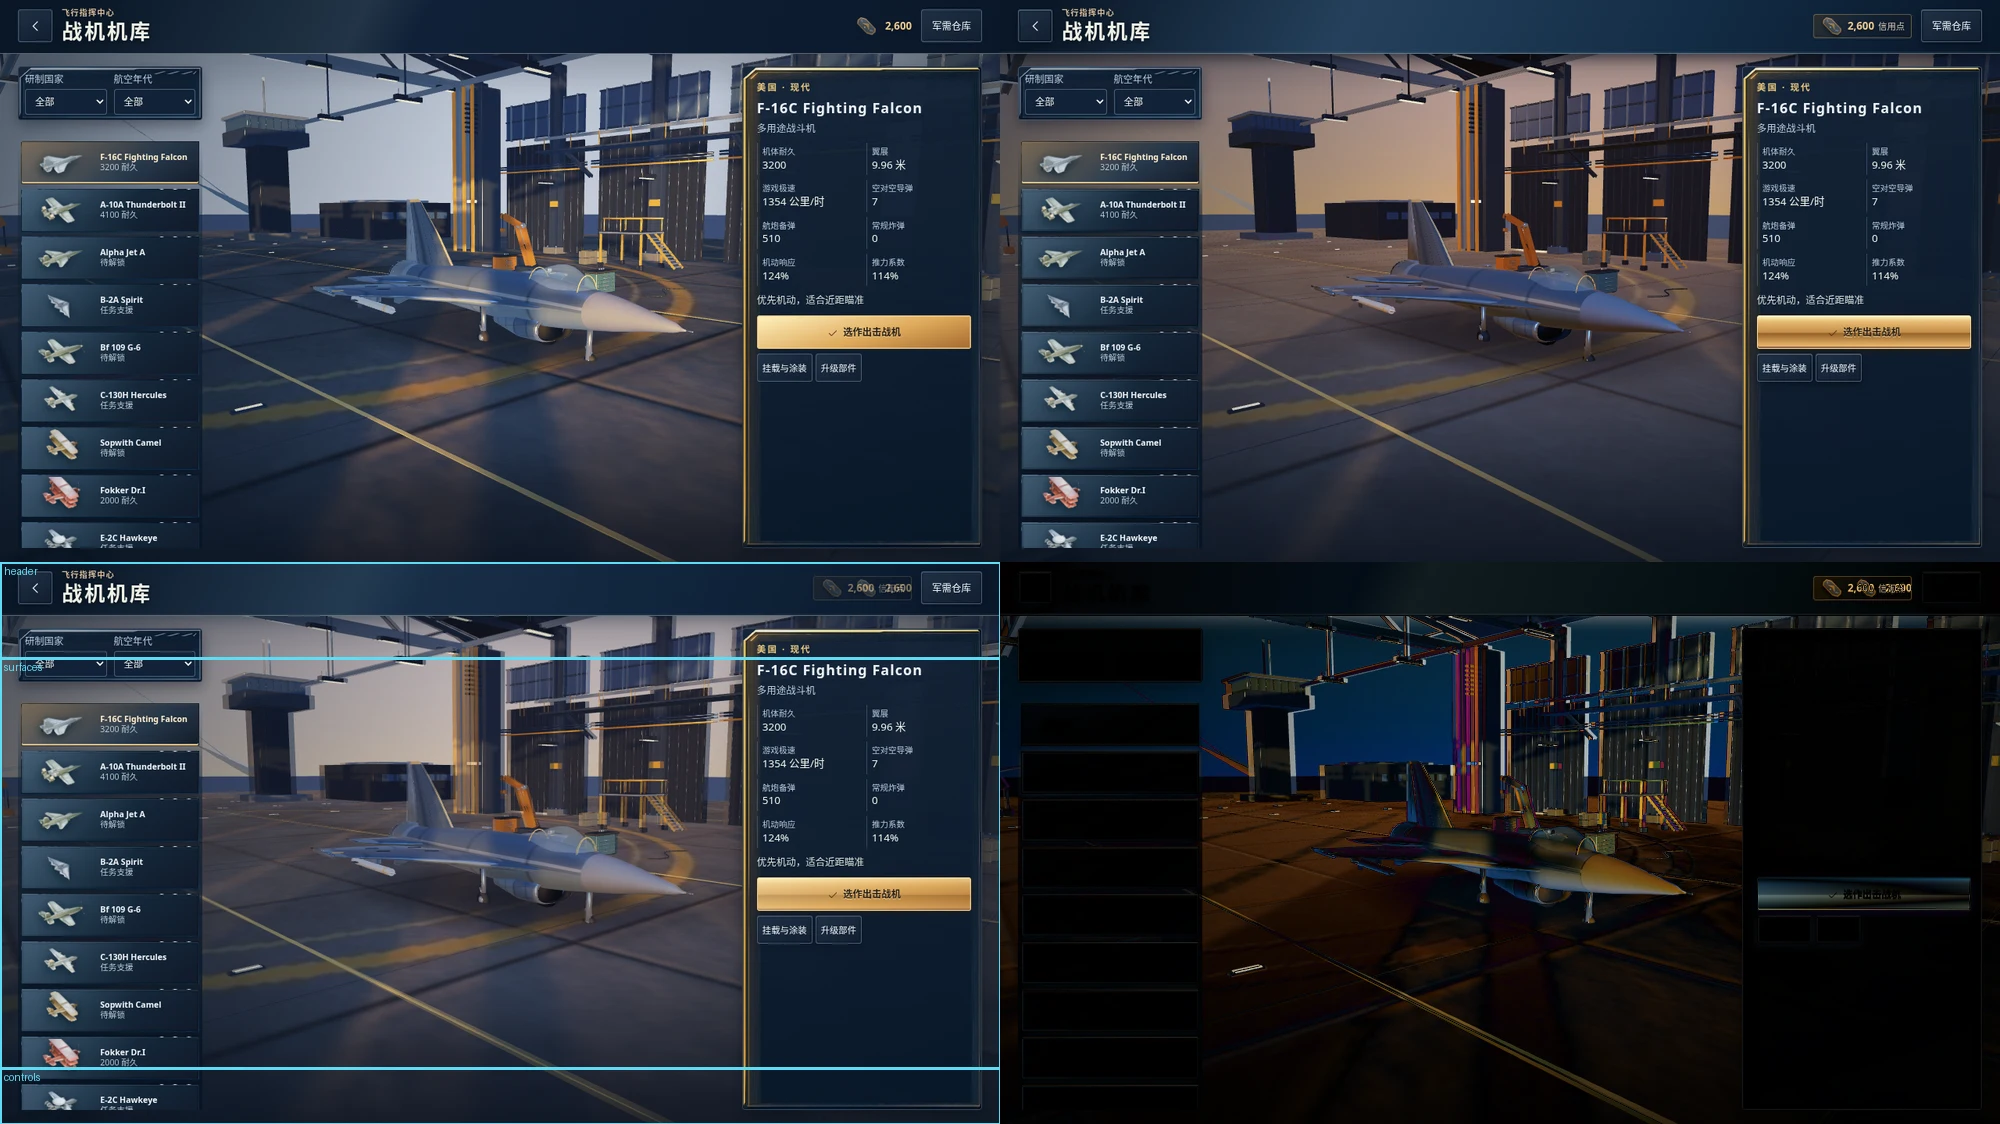 飞行指挥中心
战机机库
2,600
军需仓库
研制国家
航空年代
全部
全部
F-16C Fighting Falcon
3200 耐久
A-10A Thunderbolt II
4100 耐久
Alpha Jet A
待解锁
B-2A Spirit
任务支援
Bf 109 G-6
待解锁
C-130H Hercules
任务支援
Sopwith Camel
待解锁
Fokker Dr.I
2000 耐久
E-2C Hawkeye
任务支援
美国 · 现代
F-16C Fighting Falcon
多用途战斗机
机体耐久
翼展
3200
9.96 米
游戏极速
空对空导弹
1354 公里/时
7
航炮备弹
常规炸弹
510
0
机动响应
推力系数
124%
114%
优先机动，适合近距瞄准
选作出击战机
挂载与涂装
升级部件
飞行指挥中心
战机机库
2,600 信用点
军需仓库
研制国家
航空年代
全部
全部
F-16C Fighting Falcon
3200 耐久
A-10A Thunderbolt II
4100 耐久
Alpha Jet A
待解锁
B-2A Spirit
任务支援
Bf 109 G-6
待解锁
C-130H Hercules
任务支援
Sopwith Camel
待解锁
Fokker Dr.I
2000 耐久
E-2C Hawkeye
任务支援
美国 · 现代
F-16C Fighting Falcon
多用途战斗机
机体耐久
翼展
3200
9.96 米
游戏极速
空对空导弹
1354 公里/时
7
航炮备弹
常规炸弹
510
0
机动响应
推力系数
124%
114%
优先机动，适合近距瞄准
选作出击战机
挂载与涂装
升级部件
header
飞行指挥中心
战机机库
2,600
2,600
军需仓库
研制国家
航空年代
surfaces
全部
全部
F-16C Fighting Falcon
3200 耐久
A-10A Thunderbolt II
4100 耐久
Alpha Jet A
待解锁
B-2A Spirit
任务支援
Bf 109 G-6
待解锁
C-130H Hercules
任务支援
Sopwith Camel
待解锁
Fokker Dr.I
2000 耐久
controls
E-2C Hawkeye
任务支援
美国 · 现代
F-16C Fighting Falcon
多用途战斗机
机体耐久
翼展
3200
9.96 米
游戏极速
空对空导弹
1354 公里/时
7
航炮备弹
常规炸弹
510
0
机动响应
推力系数
124%
114%
优先机动，适合近距瞄准
选作出击战机
挂载与涂装
升级部件
选作出击战机